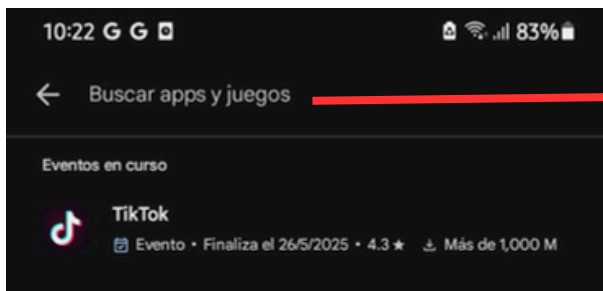 10:22 G G 83%
Buscar apps y juegos
Eventos en curso
TikTok
Evento • Finaliza el 26/5/2025 • 4.3 ★ Más de 1,000 M